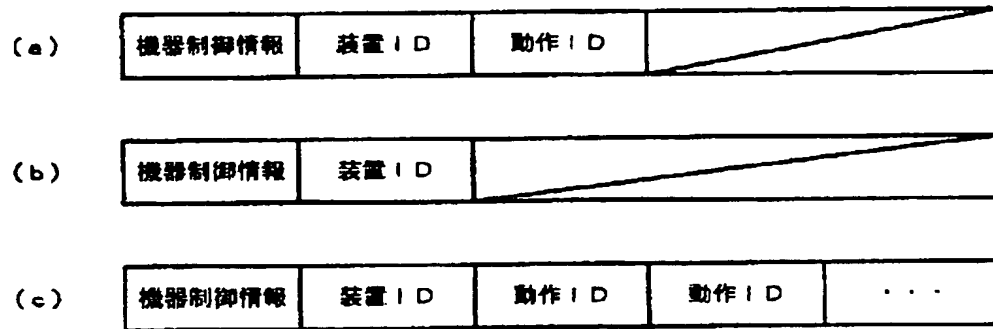 (a) 機器制御情報 装置ID 動作ID
(b) 機器制御情報 装置ID
(c) 機器制御情報 装置ID 動作ID 動作ID ・・・